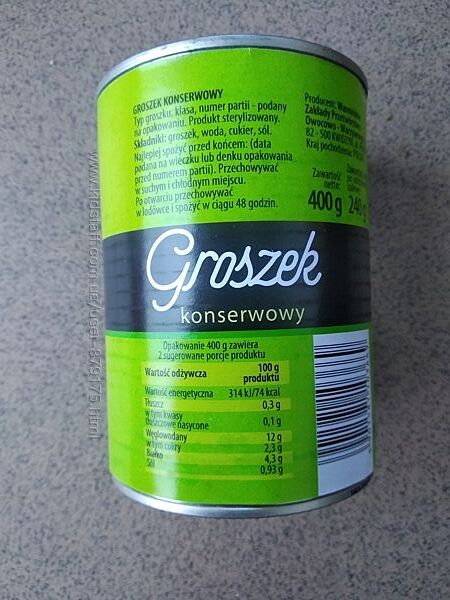 GROSZEK KONSERWOWY
Typ groszku, klasa, numer partii - podany
na opakowaniu. Produkt sterylizowany.
Składniki: groszek, woda, cukier, sól.
Najlepiej spożyć przed końcem: (data
podana na wieczku lub denku opakowania
przed numerem partii). Przechowywać
w suchym i chłodnym miejscu.
Po otwarciu przechowywać
w lodówce i spożyć w ciągu 48 godzin.
Producent:
Zakłady
Owocowo -
82 - 500
Kraj pochodzenia:
Zawartość
netto:
400 g
240 g
Groszek
konserwowy
Opakowanie 400 g zawiera
2 sugerowane porcje produktu
Wartość odżywcza
100 g
produktu
Wartość energetyczna 314 kJ/74 kcal
Tłuszcz 0,3 g
w tym kwasy
tłuszczowe nasycone 0,1 g
Węglowodany 12 g
w tym cukry 2,3 g
Białko 4,3 g
Sól 0,93 g